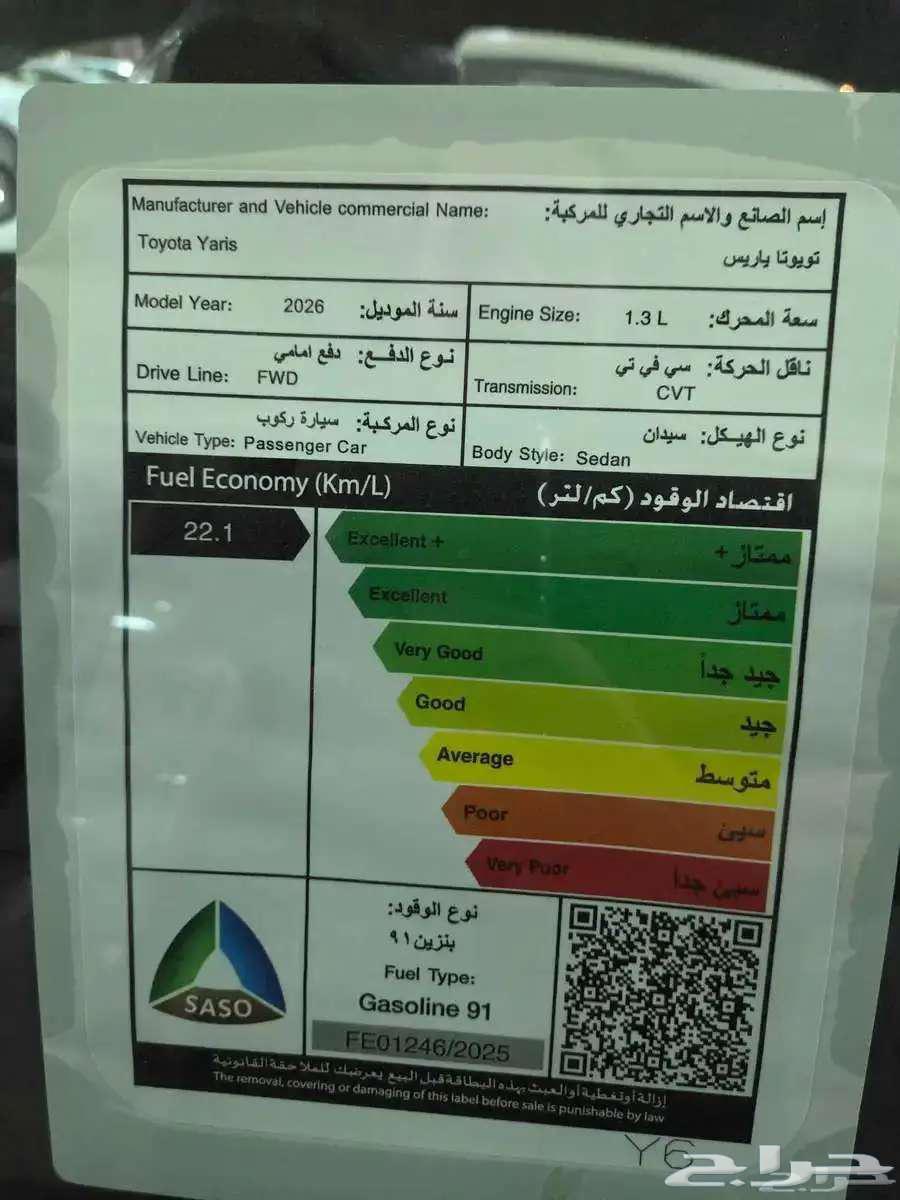 Manufacturer and Vehicle commercial Name: إسم الصانع والاسم التجاري للمركبة:
Toyota Yaris تويوتا ياريس
Model Year: 2026 سنة الموديل:
Engine Size: 1.3 L سعة المحرك:
نوع الدفع: دفع امامي
Drive Line: FWD
ناقل الحركة: سي في تي
Transmission: CVT
نوع المركبة: سيارة ركوب
Vehicle Type: Passenger Car
نوع الهيكل: سيدان
Body Style: Sedan
Fuel Economy (Km/L) اقتصاد الوقود (كم/لتر)
22.1
Excellent + ممتاز +
Excellent ممتاز
Very Good جيد جداً
Good جيد
Average متوسط
Poor سيئ
Very Poor سيئ جداً
SASO
نوع الوقود:
بنزين ٩١
Fuel Type:
Gasoline 91
FE01246/2025
إزالة أو تغطية أو العبث بهذه البطاقة قبل البيع يعرضك للملاحقة القانونية
The removal, covering or damaging of this label before sale is punishable by law
Y6
حراج